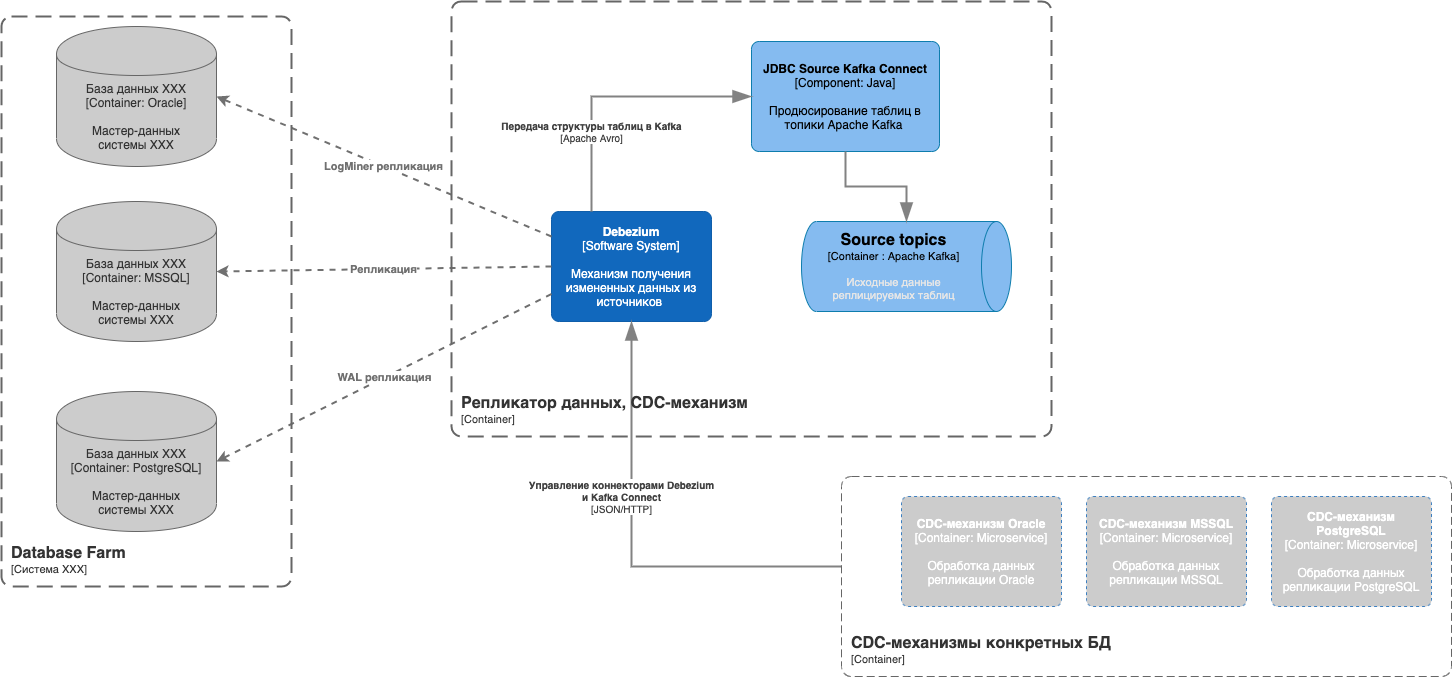 База данных XXX
[Container: Oracle]
Мастер-данных
системы XXX
База данных XXX
[Container: MSSQL]
Мастер-данных
системы XXX
База данных XXX
[Container: PostgreSQL]
Мастер-данных
системы XXX
Database Farm
[Система XXX]
LogMiner репликация
Репликация
WAL репликация
Передача структуры таблиц в Kafka
[Apache Avro]
JDBC Source Kafka Connect
[Component: Java]
Продюсирование таблиц в
топики Apache Kafka
Debezium
[Software System]
Механизм получения
измененных данных из
источников
Source topics
[Container : Apache Kafka]
Исходные данные
реплицируемых таблиц
Репликатор данных, CDC-механизм
[Container]
Управление коннекторами Debezium
и Kafka Connect
[JSON/HTTP]
CDC-механизм Oracle
[Container: Microservice]
Обработка данных
репликации Oracle
CDC-механизм MSSQL
[Container: Microservice]
Обработка данных
репликации MSSQL
CDC-механизм
PostgreSQL
[Container: Microservice]
Обработка данных
репликации PostgreSQL
CDC-механизмы конкретных БД
[Container]